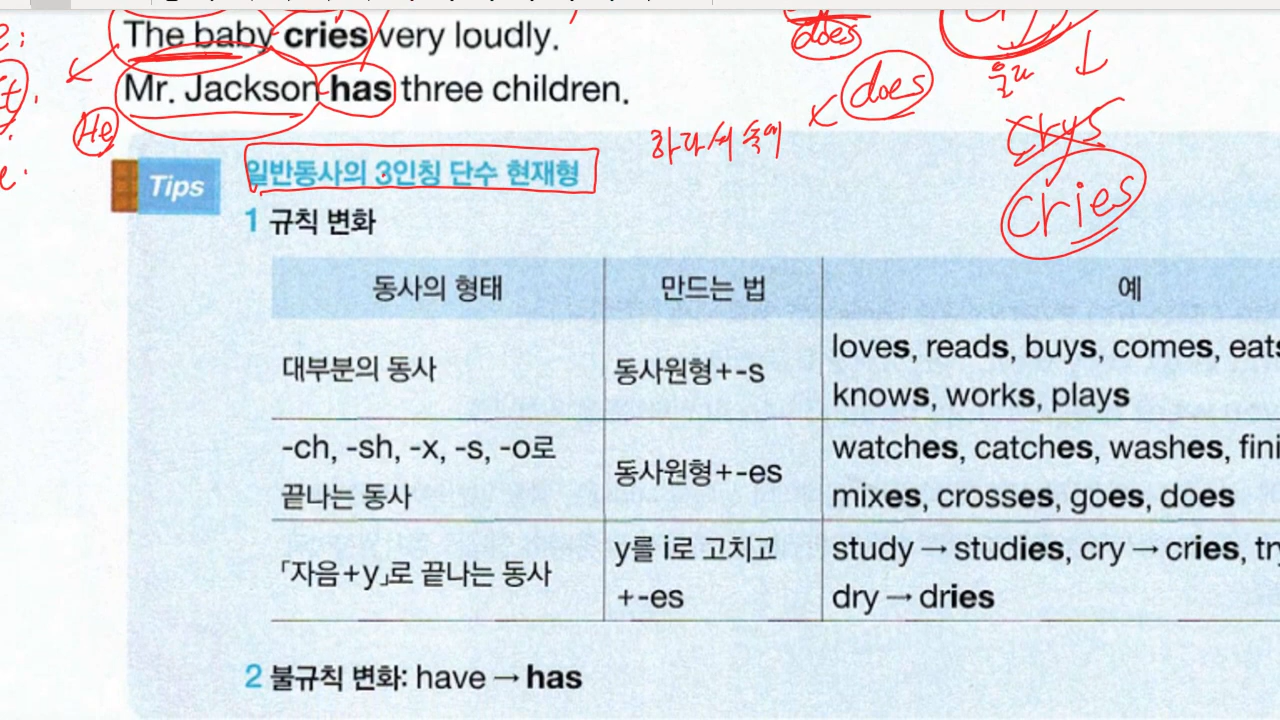 The baby cries very loudly.
does
Mr. Jackson has three children.
does
울다
He
crys
하다의 속에
Tips
일반동사의 3인칭 단수 현재형
cries
1 규칙 변화
동사의 형태 만드는 법 예
대부분의 동사 동사원형+-s loves, reads, buys, comes, eats
knows, works, plays
-ch, -sh, -x, -s, -o로 끝나는 동사 동사원형+-es watches, catches, washes, fini
mixes, crosses, goes, does
「자음+y」로 끝나는 동사 y를 i로 고치고 +-es study → studies, cry → cries, try
dry → dries
2 불규칙 변화: have → has